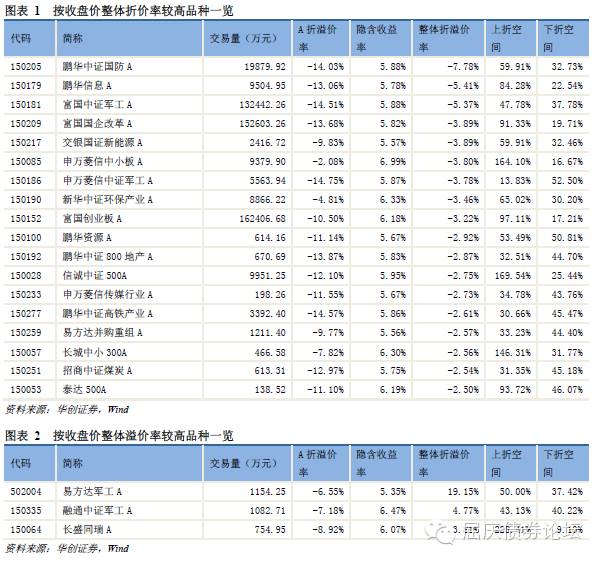 图表 1 按收盘价整体折价率较高品种一览
代码 简称 交易量（万元） A 折溢价率 隐含收益率 整体折溢价率 上折空间 下折空间
150205 鹏华中证国防 A 19879.92 -14.03% 5.88% -7.78% 59.91% 32.73%
150179 鹏华信息 A 9504.95 -13.06% 5.78% -5.41% 84.28% 22.54%
150181 富国中证军工 A 132442.26 -14.51% 5.88% -5.37% 47.78% 37.78%
150209 富国国企改革 A 152603.26 -13.68% 5.82% -3.89% 91.33% 19.71%
150217 交银国证新能源 A 2416.72 -9.83% 5.57% -3.89% 59.91% 32.46%
150085 申万菱信中小板 A 9379.90 -2.08% 6.99% -3.80% 164.10% 16.67%
150186 申万菱信中证军工 A 5563.94 -14.75% 5.87% -3.78% 13.83% 52.50%
150190 新华中证环保产业 A 8866.22 -4.81% 6.33% -3.46% 65.02% 30.20%
150152 富国创业板 A 162406.68 -10.50% 6.18% -3.22% 97.11% 17.21%
150100 鹏华资源 A 614.16 -11.14% 5.67% -2.92% 53.49% 50.81%
150192 鹏华中证 800 地产 A 670.69 -13.87% 5.83% -2.87% 32.51% 44.70%
150028 信诚中证 500A 9951.25 -12.10% 5.95% -2.75% 169.54% 25.44%
150233 申万菱信传媒行业 A 198.26 -11.55% 5.67% -2.73% 34.78% 43.76%
150277 鹏华中证高铁产业 A 3392.40 -14.57% 5.86% -2.61% 30.66% 45.47%
150259 易方达并购重组 A 1211.40 -9.77% 5.56% -2.57% 33.23% 44.40%
150057 长城中小 300A 466.58 -7.82% 6.30% -2.56% 146.31% 31.77%
150251 招商中证煤炭 A 613.31 -12.97% 5.75% -2.54% 31.35% 45.18%
150053 泰达 500A 138.52 -11.10% 6.19% -2.50% 93.72% 46.07%
资料来源：华创证券，Wind
图表 2 按收盘价整体溢价率较高品种一览
代码 简称 交易量（万元） A 折溢价率 隐含收益率 整体折溢价率 上折空间 下折空间
502004 易方达军工 A 1154.25 -6.55% 5.35% 19.15% 50.00% 37.42%
150335 融通中证军工 A 1082.71 -7.18% 6.47% 4.77% 43.13% 40.22%
150064 长盛同瑞 A 754.95 -8.92% 6.07%
资料来源：华创证券，Wind
屈庆债券论坛